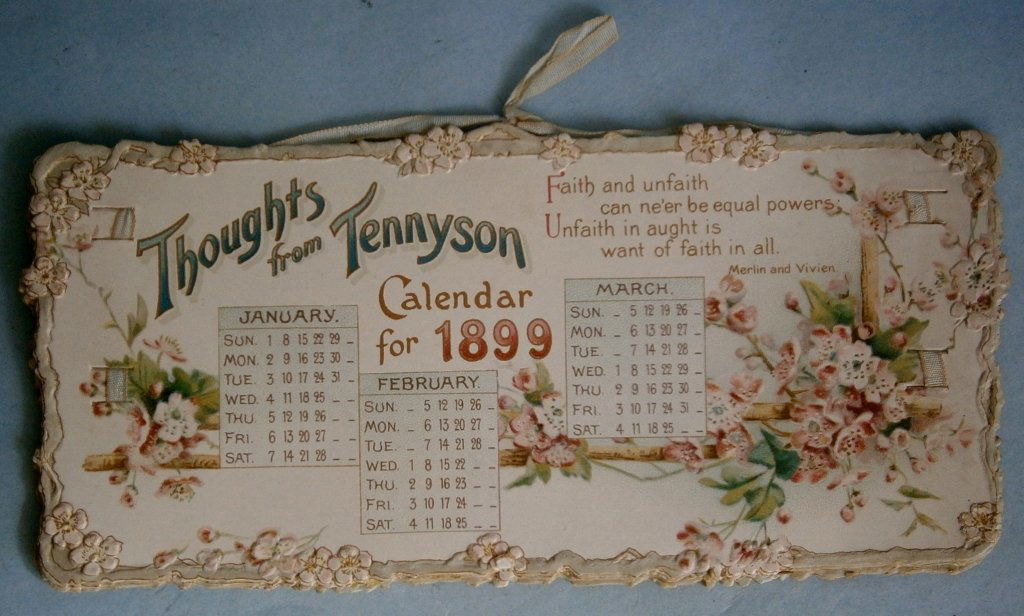 Thoughts
from Tennyson
Calendar
for 1899
Faith and unfaith
can ne'er be equal powers;
Unfaith in aught is
want of faith in all.
Merlin and Vivien.
JANUARY.
SUN. 1 8 15 22 29 _
MON. 2 9 16 23 30 _
TUE. 3 10 17 24 31 _
WED. 4 11 18 25 _ _
THU. 5 12 19 26 _ _
FRI. 6 13 20 27 _ _
SAT. 7 14 21 28 _ _
FEBRUARY.
SUN. _ 5 12 19 26 _
MON. _ 6 13 20 27 _
TUE. _ 7 14 21 28 _
WED. 1 8 15 22 _ _
THU. 2 9 16 23 _ _
FRI. 3 10 17 24 _ _
SAT. 4 11 18 25 _ _
MARCH.
SUN. _ 5 12 19 26 _
MON. _ 6 13 20 27 _
TUE. _ 7 14 21 28 _
WED. 1 8 15 22 29 _
THU. 2 9 16 23 30 _
FRI. 3 10 17 24 31 _
SAT. 4 11 18 25 _ _